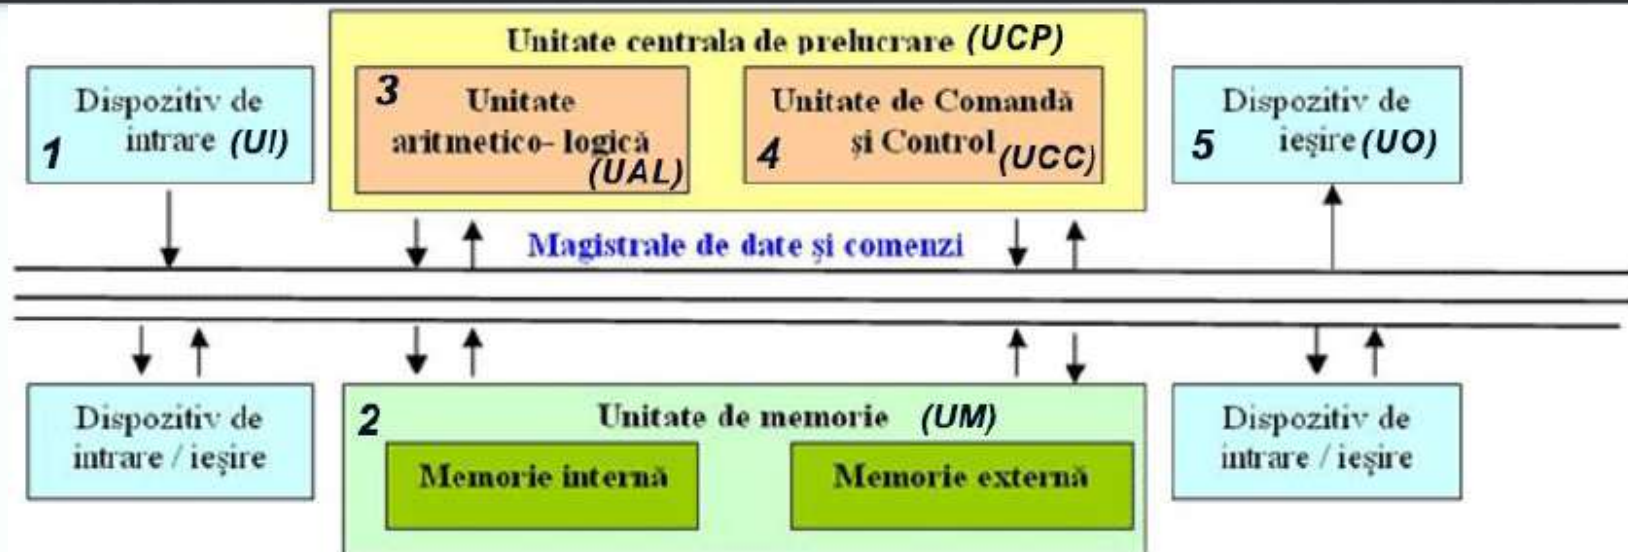 Unitate centrala de prelucrare (UCP)
Dispozitiv de
1 intrare (UI)
3 Unitate
aritmetico- logică
(UAL)
Unitate de Comandă
4 și Control (UCC)
Dispozitiv de
5 ieșire (UO)
Magistrale de date și comenzi
Dispozitiv de
intrare / ieșire
2 Unitate de memorie (UM)
Memorie internă
Memorie externă
Dispozitiv de
intrare / ieșire